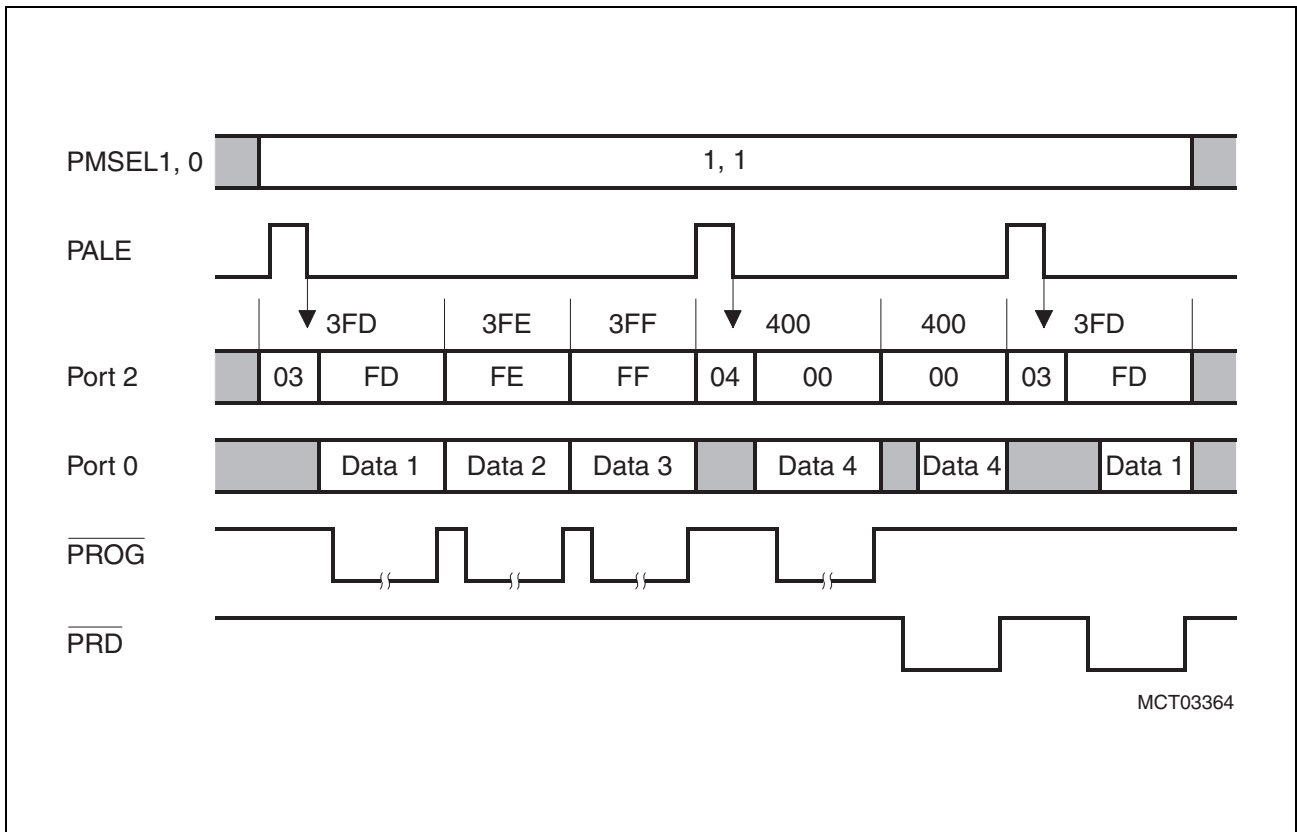 PMSEL1, 0 1, 1
PALE
3FD 3FE 3FF 400 400 3FD
Port 2 03 FD FE FF 04 00 00 03 FD
Port 0 Data 1 Data 2 Data 3 Data 4 Data 4 Data 1
PROG
PRD
MCT03364